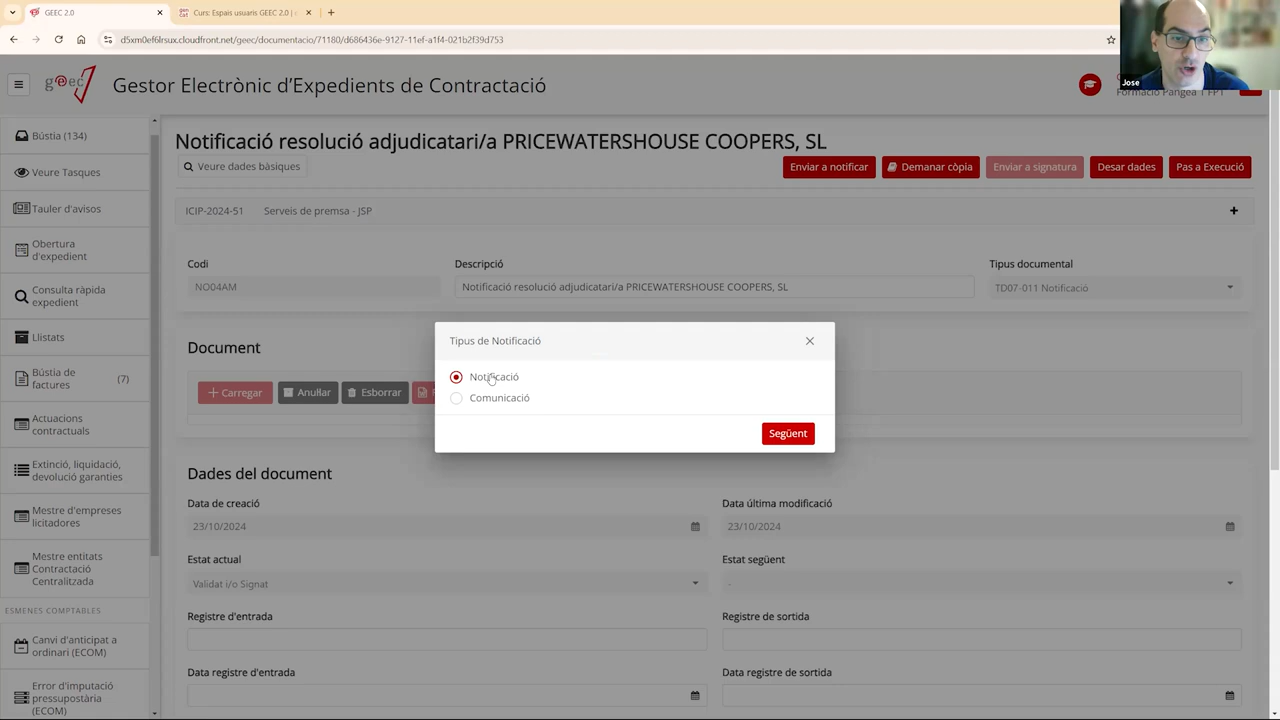 GEEC 2.0
Curs: Espais usuaris GEEC 2.0 | c
d5xm0ef6lrsux.cloudfront.net/geec/documentacio/71180/d686436e-9127-11ef-a1f4-021b2f39d753
Jose
geec
Gestor Electrònic d'Expedients de Contractació
Formació Pangea 1 FP1
Bústia (134)
Veure Tasques
Tauler d'avisos
Obertura
d'expedient
Consulta ràpida
expedient
Llistats
Bústia de
factures
(7)
Actuacions
contractuals
Extinció, liquidació,
devolució garanties
Mestre d'empreses
licitadores
Mestre entitats
Contractació
Centralitzada
ESMENES COMPTABLES
Canvi d'anticipat a
ordinari (ECOM)
Error d'imputació
pressupostària
(ECOM)
Notificació resolució adjudicatari/a PRICEWATERSHOUSE COOPERS, SL
Veure dades bàsiques
Enviar a notificar
Demanar còpia
Enviar a signatura
Desar dades
Pas a Execució
ICIP-2024-51
Serveis de premsa - JSP
Codi
Descripció
Tipus documental
NO04AM
Notificació resolució adjudicatari/a PRICEWATERSHOUSE COOPERS, SL
TD07-011 Notificació
Document
Carregar
Anul·lar
Esborrar
Tipus de Notificació
Notificació
Comunicació
Següent
Dades del document
Data de creació
Data última modificació
23/10/2024
23/10/2024
Estat actual
Estat següent
Validat i/o Signat
-
Registre d'entrada
Registre de sortida
Data registre d'entrada
Data registre de sortida